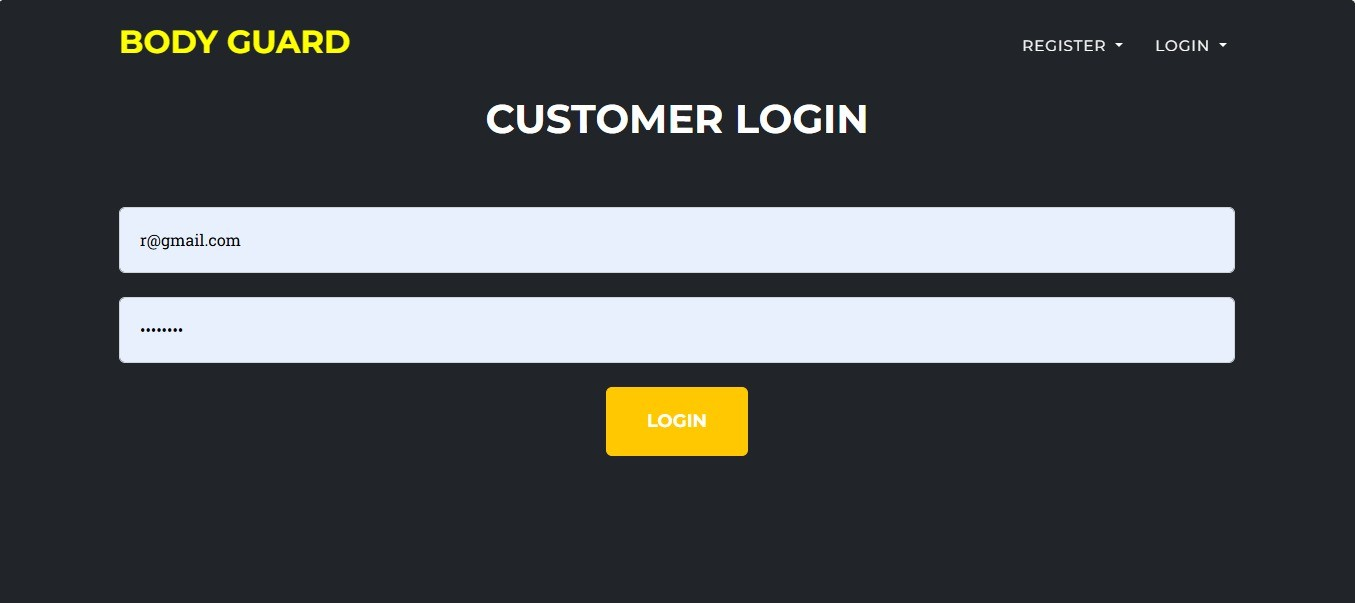 BODY GUARD
REGISTER LOGIN
CUSTOMER LOGIN
r@gmail.com
••••••••
LOGIN